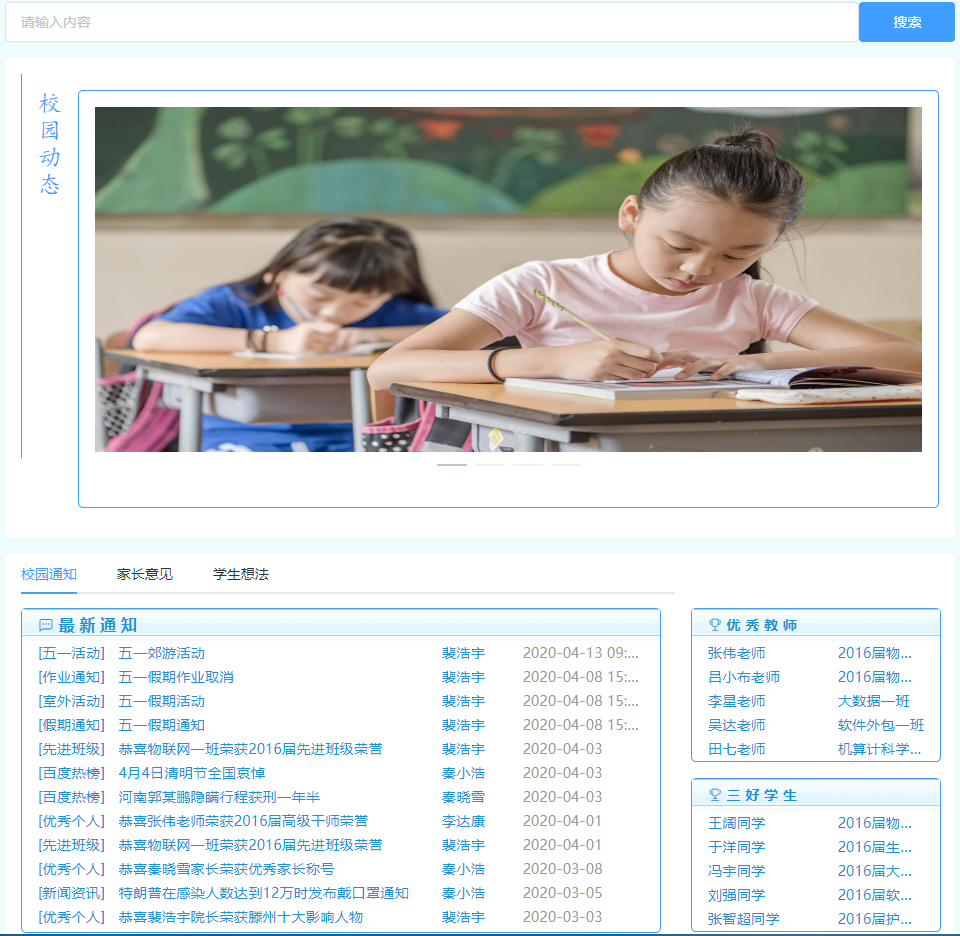 请输入内容 搜索
校园动态
校园通知 家长意见 学生想法
最新通知
[五一活动] 五一郊游活动 裴浩宇 2020-04-13 09:...
[作业通知] 五一假期作业取消 裴浩宇 2020-04-08 15:...
[室外活动] 五一假期活动 裴浩宇 2020-04-08 15:...
[假期通知] 五一假期通知 裴浩宇 2020-04-08 15:...
[先进班级] 恭喜物联网一班荣获2016届先进班级荣誉 裴浩宇 2020-04-03
[百度热榜] 4月4日清明节全国哀悼 秦小浩 2020-04-03
[百度热榜] 河南郭某鹏隐瞒行程获刑一年半 秦晓雪 2020-04-03
[优秀个人] 恭喜张伟老师荣获2016届高级干师荣誉 李达康 2020-04-01
[先进班级] 恭喜物联网一班荣获2016届先进班级荣誉 裴浩宇 2020-04-01
[优秀个人] 恭喜秦晓雪家长荣获优秀家长称号 秦小浩 2020-03-08
[新闻资讯] 特朗普在感染人数达到12万时发布戴口罩通知 秦小浩 2020-03-05
[优秀个人] 恭喜裴浩宇院长荣获滕州十大影响人物 裴浩宇 2020-03-03
优秀教师
张伟老师 2016届物...
吕小布老师 2016届物...
李星老师 大数据一班
吴达老师 软件外包一班
田七老师 机算计科学...
三好学生
王阔同学 2016届物...
于洋同学 2016届生...
冯宇同学 2016届大...
刘强同学 2016届软...
张智超同学 2016届护...